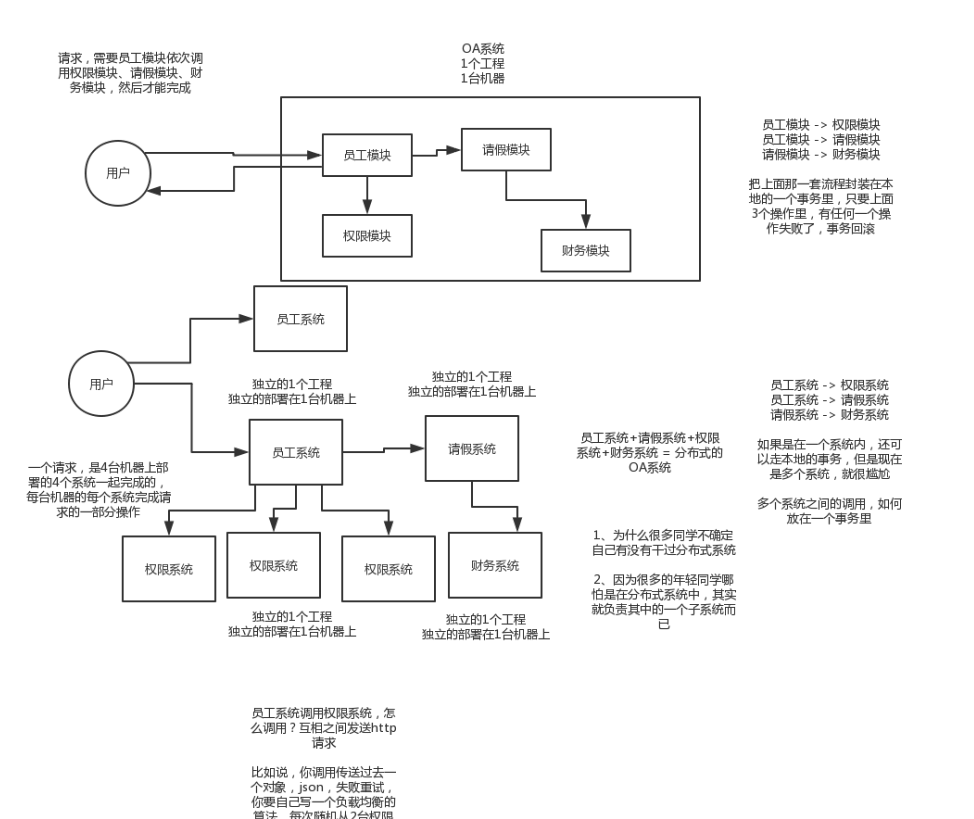 OA系统
1个工程
1台机器
请求，需要员工模块依次调
用权限模块、请假模块、财
务模块，然后才能完成
用户
员工模块
请假模块
权限模块
财务模块
员工模块 -> 权限模块
员工模块 -> 请假模块
请假模块 -> 财务模块
把上面那一套流程封装在本
地的一个事务里，只要上面
3个操作里，有任何一个操
作失败了，事务回滚
员工系统
用户
独立的1个工程
独立的部署在1台机器上
独立的1个工程
独立的部署在1台机器上
员工系统
请假系统
一个请求，是4台机器上部
署的4个系统一起完成的，
每台机器的每个系统完成请
求的一部分操作
权限系统
权限系统
权限系统
财务系统
独立的1个工程
独立的部署在1台机器上
独立的1个工程
独立的部署在1台机器上
员工系统+请假系统+权限
系统+财务系统 = 分布式的
OA系统
1、为什么很多同学不确定
自己有没有干过分布式系统
2、因为很多的年轻同学哪
怕是在分布式系统中，其实
就负责其中的一个子系统而
已
员工系统 -> 权限系统
员工系统 -> 请假系统
请假系统 -> 财务系统
如果是在一个系统内，还可
以走本地的事务，但是现在
是多个系统，就很尴尬
多个系统之间的调用，如何
放在一个事务里
员工系统调用权限系统，怎
么调用？互相之间发送http
请求
比如说，你调用传送过去一
个对象，json，失败重试，
你要自己写一个负载均衡的
算法，每次随机从2台权限